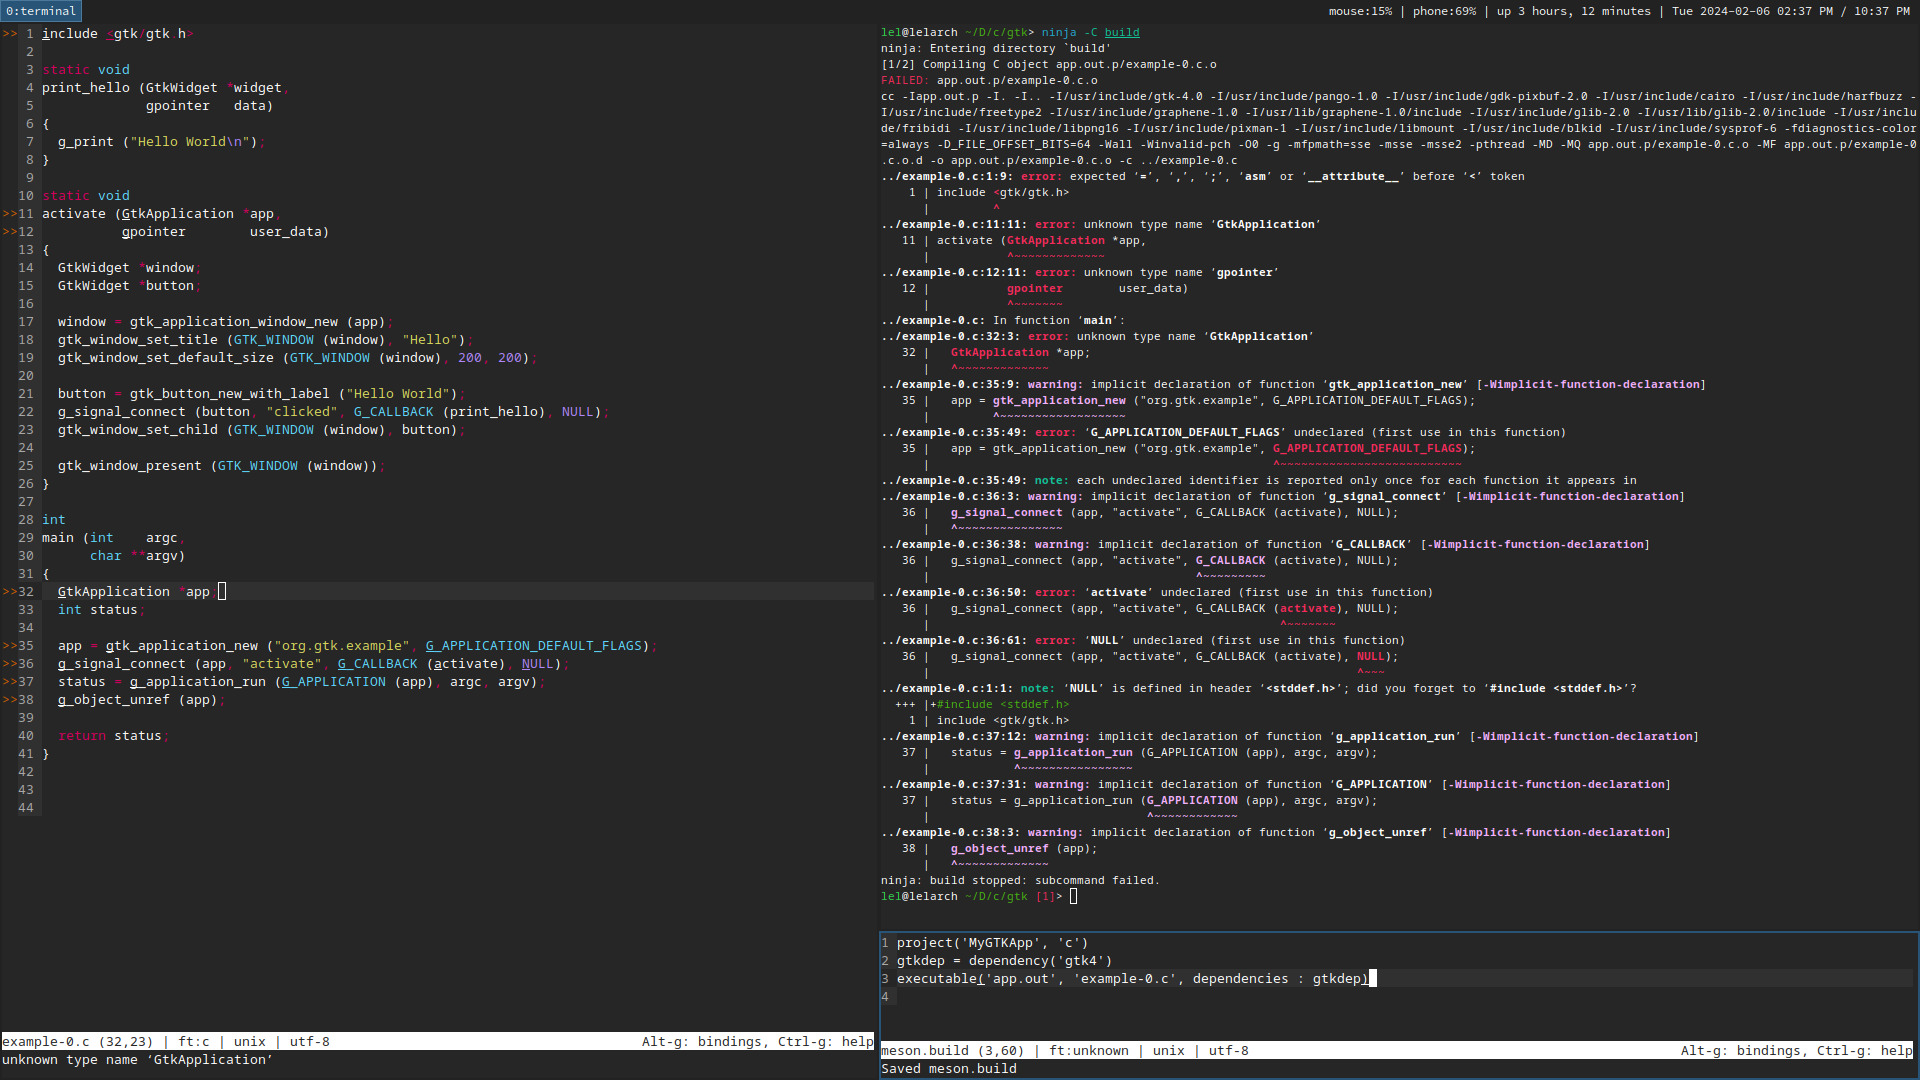 0:terminal
mouse:15% | phone:69% | up 3 hours, 12 minutes | Tue 2024-02-06 02:37 PM / 10:37 PM
>> 1 include <gtk/gtk.h>
2
3 static void
4 print_hello (GtkWidget *widget,
5              gpointer   data)
6 {
7   g_print ("Hello World\n");
8 }
9
10 static void
>>11 activate (GtkApplication *app,
>>12           gpointer        user_data)
13 {
14   GtkWidget *window;
15   GtkWidget *button;
16
17   window = gtk_application_window_new (app);
18   gtk_window_set_title (GTK_WINDOW (window), "Hello");
19   gtk_window_set_default_size (GTK_WINDOW (window), 200, 200);
20
21   button = gtk_button_new_with_label ("Hello World");
22   g_signal_connect (button, "clicked", G_CALLBACK (print_hello), NULL);
23   gtk_window_set_child (GTK_WINDOW (window), button);
24
25   gtk_window_present (GTK_WINDOW (window));
26 }
27
28 int
29 main (int    argc,
30       char **argv)
31 {
>>32   GtkApplication *app;
33   int status;
34
>>35   app = gtk_application_new ("org.gtk.example", G_APPLICATION_DEFAULT_FLAGS);
>>36   g_signal_connect (app, "activate", G_CALLBACK (activate), NULL);
>>37   status = g_application_run (G_APPLICATION (app), argc, argv);
>>38   g_object_unref (app);
39
40   return status;
41 }
42
43
44
example-0.c (32,23) | ft:c | unix | utf-8 Alt-g: bindings, Ctrl-g: help
unknown type name ‘GtkApplication’
lel@lelarch ~/D/c/gtk> ninja -C build
ninja: Entering directory `build'
[1/2] Compiling C object app.out.p/example-0.c.o
FAILED: app.out.p/example-0.c.o
cc -Iapp.out.p -I. -I.. -I/usr/include/gtk-4.0 -I/usr/include/pango-1.0 -I/usr/include/gdk-pixbuf-2.0 -I/usr/include/cairo -I/usr/include/harfbuzz -
I/usr/include/freetype2 -I/usr/include/graphene-1.0 -I/usr/lib/graphene-1.0/include -I/usr/include/glib-2.0 -I/usr/lib/glib-2.0/include -I/usr/inclu
de/fribidi -I/usr/include/libpng16 -I/usr/include/pixman-1 -I/usr/include/libmount -I/usr/include/blkid -I/usr/include/sysprof-6 -fdiagnostics-color
=always -D_FILE_OFFSET_BITS=64 -Wall -Winvalid-pch -O0 -g -mfpmath=sse -msse -msse2 -pthread -MD -MQ app.out.p/example-0.c.o -MF app.out.p/example-0
.c.o.d -o app.out.p/example-0.c.o -c ../example-0.c
../example-0.c:1:9: error: expected ‘=’, ‘,’, ‘;’, ‘asm’ or ‘__attribute__’ before ‘<’ token
1 | include <gtk/gtk.h>
|         ^
../example-0.c:11:11: error: unknown type name ‘GtkApplication’
11 | activate (GtkApplication *app,
|           ^~~~~~~~~~~~~~
../example-0.c:12:11: error: unknown type name ‘gpointer’
12 |           gpointer        user_data)
|           ^~~~~~~~
../example-0.c: In function ‘main’:
../example-0.c:32:3: error: unknown type name ‘GtkApplication’
32 |   GtkApplication *app;
|   ^~~~~~~~~~~~~~
../example-0.c:35:9: warning: implicit declaration of function ‘gtk_application_new’ [-Wimplicit-function-declaration]
35 |   app = gtk_application_new ("org.gtk.example", G_APPLICATION_DEFAULT_FLAGS);
|         ^~~~~~~~~~~~~~~~~~~
../example-0.c:35:49: error: ‘G_APPLICATION_DEFAULT_FLAGS’ undeclared (first use in this function)
35 |   app = gtk_application_new ("org.gtk.example", G_APPLICATION_DEFAULT_FLAGS);
|                                                 ^~~~~~~~~~~~~~~~~~~~~~~~~~~
../example-0.c:35:49: note: each undeclared identifier is reported only once for each function it appears in
../example-0.c:36:3: warning: implicit declaration of function ‘g_signal_connect’ [-Wimplicit-function-declaration]
36 |   g_signal_connect (app, "activate", G_CALLBACK (activate), NULL);
|   ^~~~~~~~~~~~~~~~
../example-0.c:36:38: warning: implicit declaration of function ‘G_CALLBACK’ [-Wimplicit-function-declaration]
36 |   g_signal_connect (app, "activate", G_CALLBACK (activate), NULL);
|                                      ^~~~~~~~~~
../example-0.c:36:50: error: ‘activate’ undeclared (first use in this function)
36 |   g_signal_connect (app, "activate", G_CALLBACK (activate), NULL);
|                                                  ^~~~~~~~
../example-0.c:36:61: error: ‘NULL’ undeclared (first use in this function)
36 |   g_signal_connect (app, "activate", G_CALLBACK (activate), NULL);
|                                                             ^~~~
../example-0.c:1:1: note: ‘NULL’ is defined in header ‘<stddef.h>’; did you forget to ‘#include <stddef.h>’?
+++ |+#include <stddef.h>
1 | include <gtk/gtk.h>
../example-0.c:37:12: warning: implicit declaration of function ‘g_application_run’ [-Wimplicit-function-declaration]
37 |   status = g_application_run (G_APPLICATION (app), argc, argv);
|            ^~~~~~~~~~~~~~~~~
../example-0.c:37:31: warning: implicit declaration of function ‘G_APPLICATION’ [-Wimplicit-function-declaration]
37 |   status = g_application_run (G_APPLICATION (app), argc, argv);
|                               ^~~~~~~~~~~~~
../example-0.c:38:3: warning: implicit declaration of function ‘g_object_unref’ [-Wimplicit-function-declaration]
38 |   g_object_unref (app);
|   ^~~~~~~~~~~~~~
ninja: build stopped: subcommand failed.
lel@lelarch ~/D/c/gtk [1]>
1 project('MyGTKApp', 'c')
2 gtkdep = dependency('gtk4')
3 executable('app.out', 'example-0.c', dependencies : gtkdep)
4
meson.build (3,60) | ft:unknown | unix | utf-8 Alt-g: bindings, Ctrl-g: help
Saved meson.build